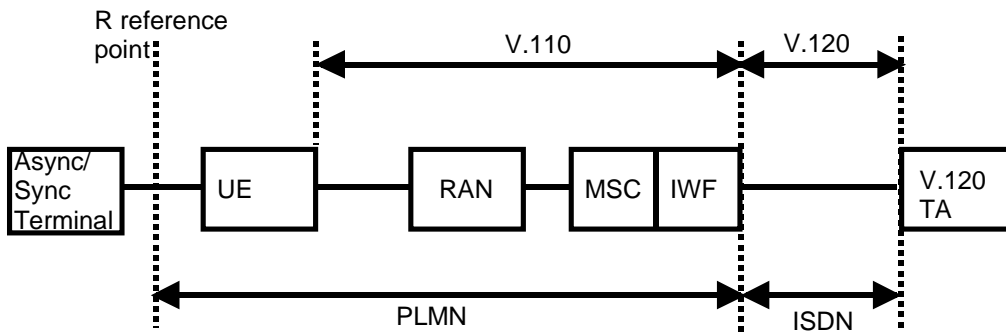 R reference
point
V.110
V.120
Async/
Sync
Terminal
UE
RAN
MSC
IWF
V.120
TA
PLMN
ISDN